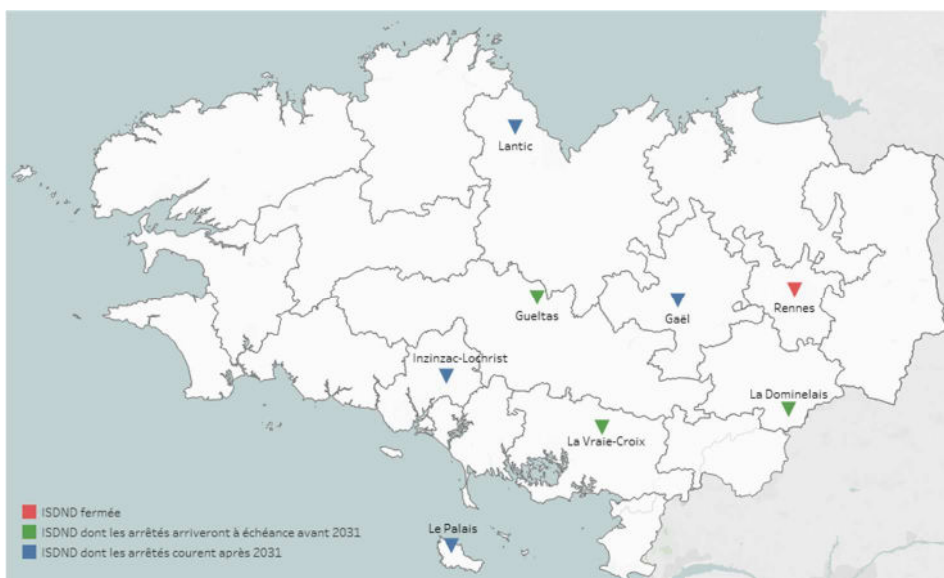 Lantic
Gueltas
Gaël
Rennes
Inzinzac-Lochrist
La Dominelais
La Vraie-Croix
Le Palais
ISDND fermée
ISDND dont les arrêtés arriveront à échéance avant 2031
ISDND dont les arrêtés courent après 2031